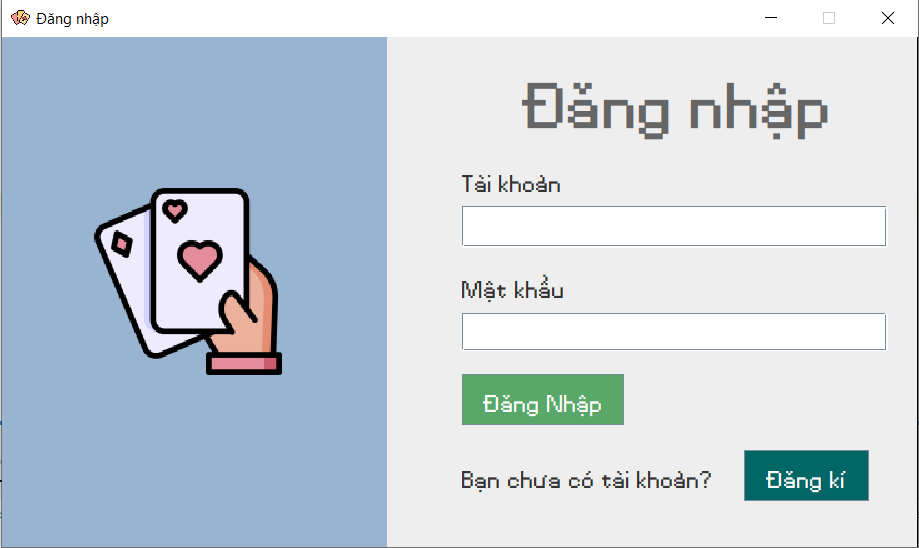 Đăng nhập
Đăng nhập
Tài khoản
Mật khẩu
Đăng Nhập
Bạn chưa có tài khoản? Đăng kí